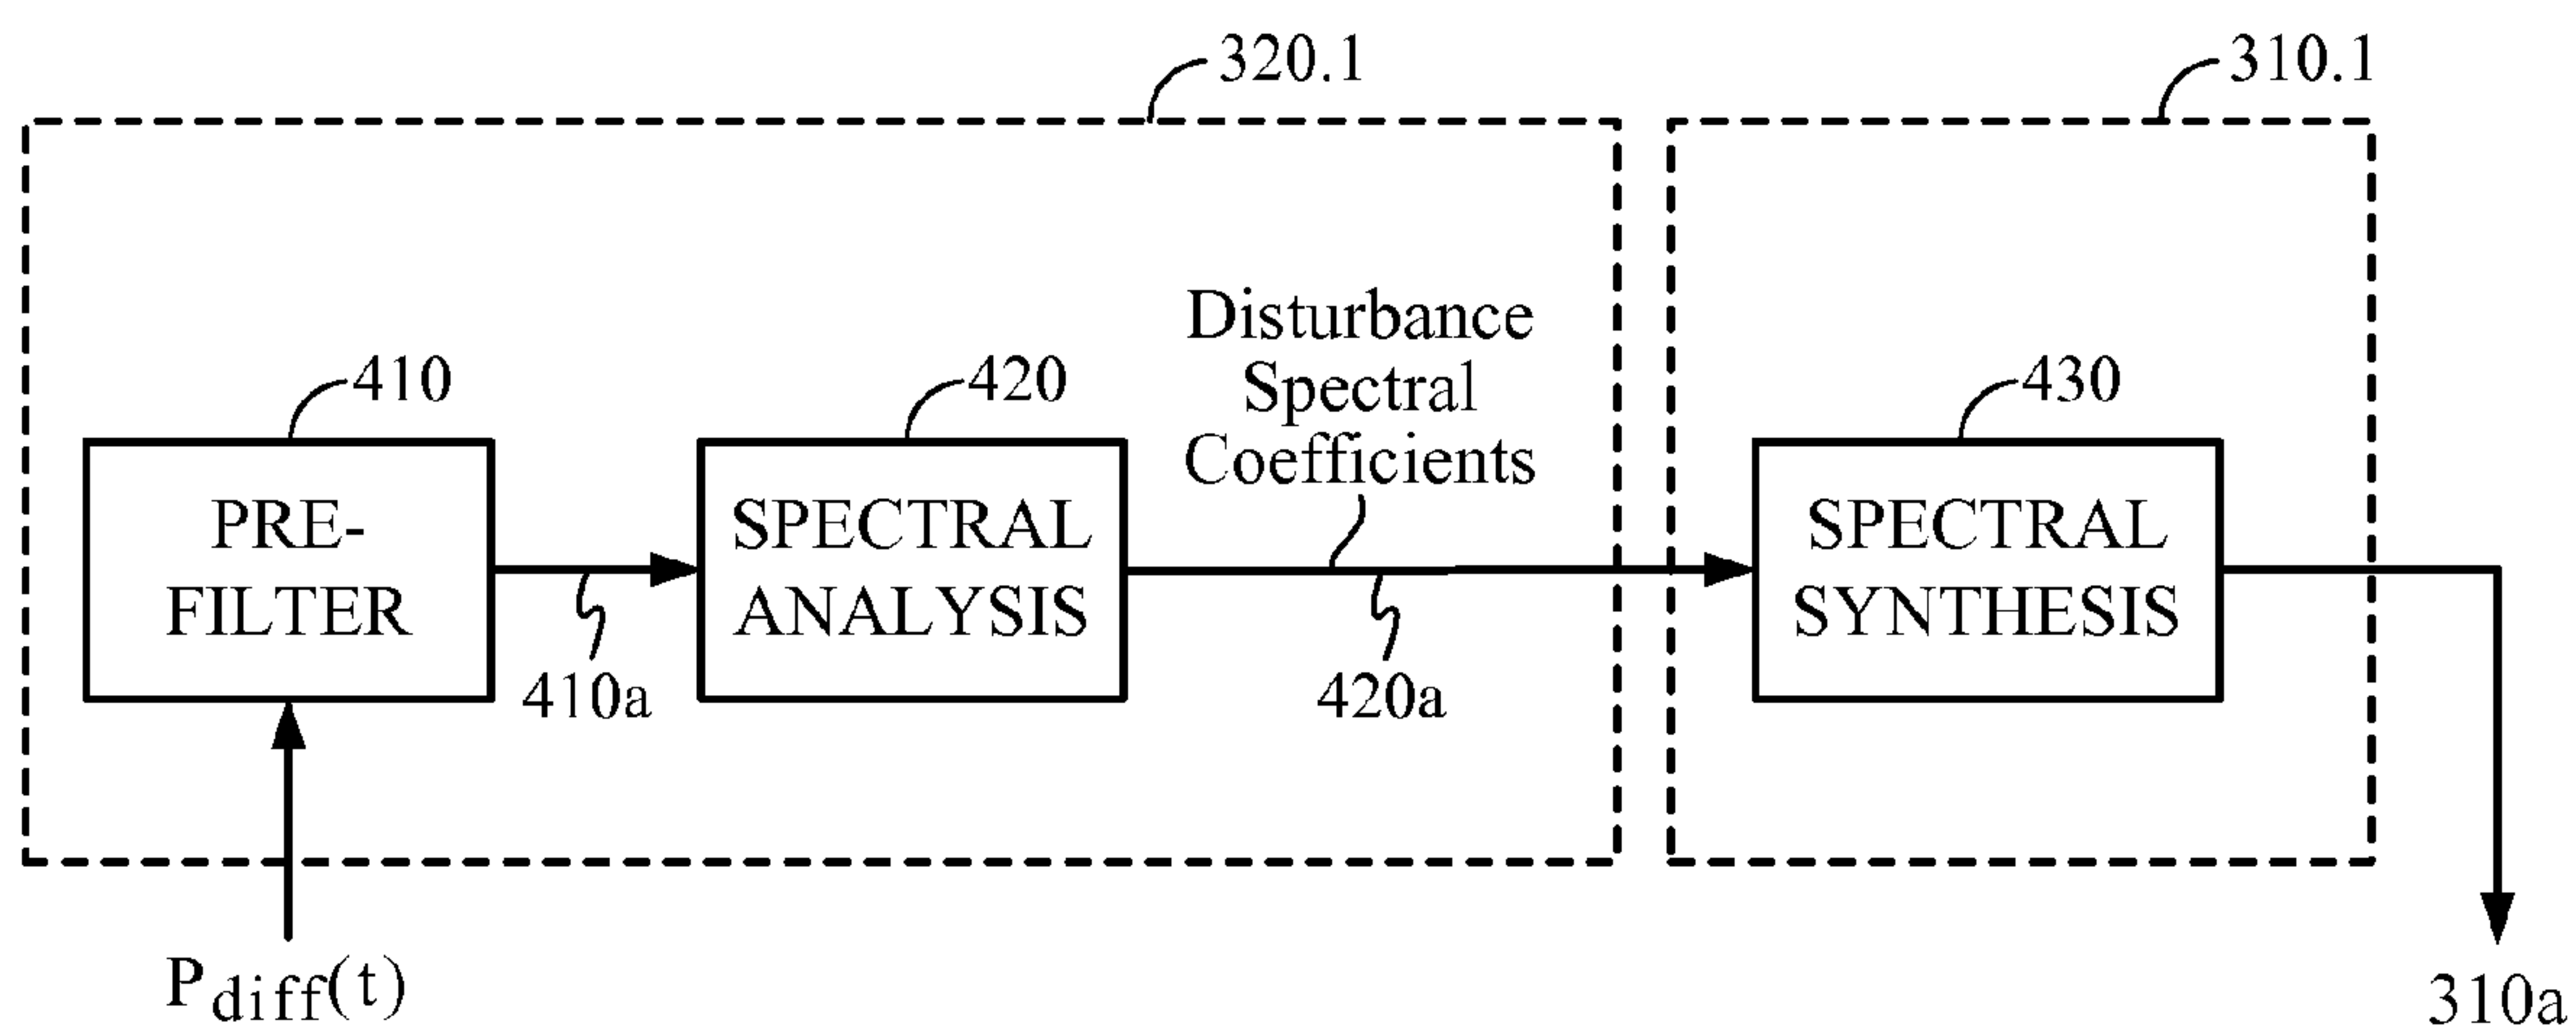 320.1
310.1
Disturbance
Spectral
Coefficients
410
420
430
PRE-
FILTER
SPECTRAL
ANALYSIS
SPECTRAL
SYNTHESIS
410a
420a
Pdiff(t)
310a